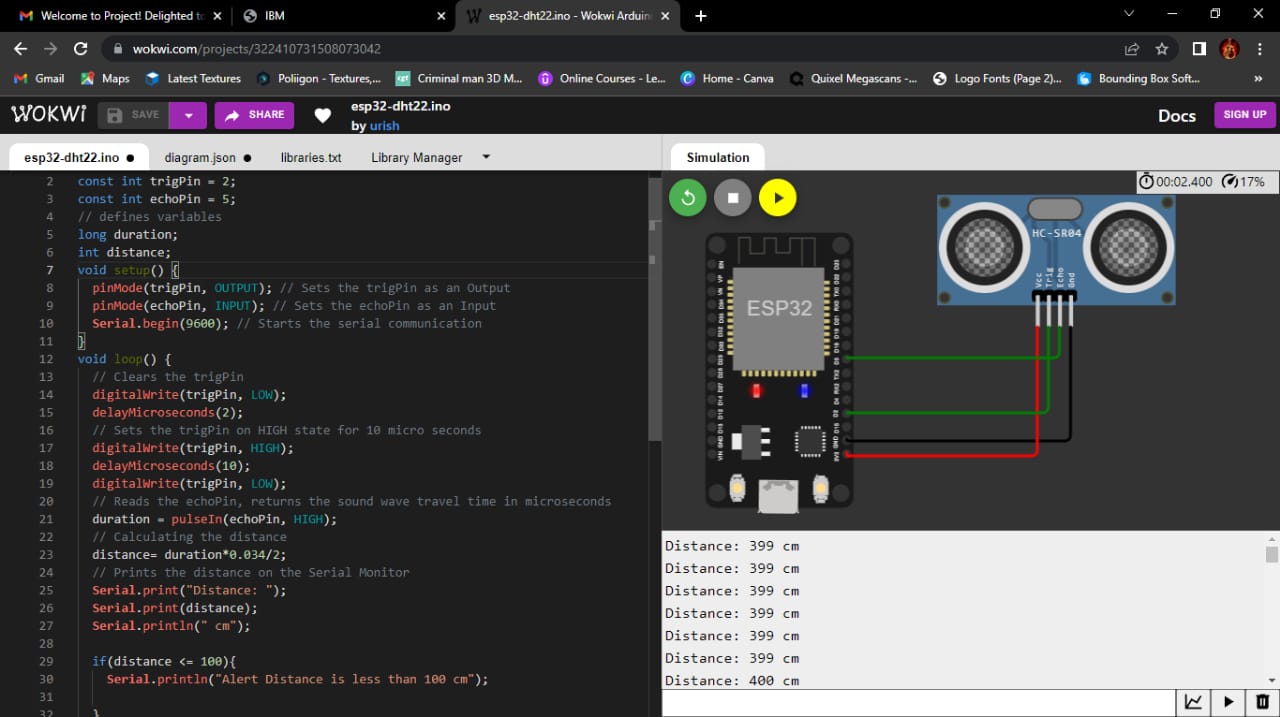 Welcome to Project! Delighted to
IBM
esp32-dht22.ino - Wokwi Arduin
wokwi.com/projects/322410731508073042
Gmail Maps Latest Textures Poliigon - Textures,... Criminal man 3D M... Online Courses - Le... Home - Canva Quixel Megascans -... Logo Fonts (Page 2)... Bounding Box Soft... »
WOKWI SAVE SHARE esp32-dht22.ino
by urish
Docs SIGN UP
esp32-dht22.ino ● diagram.json ● libraries.txt Library Manager
2 const int trigPin = 2;
3 const int echoPin = 5;
4 // defines variables
5 long duration;
6 int distance;
7 void setup() {
8 pinMode(trigPin, OUTPUT); // Sets the trigPin as an Output
9 pinMode(echoPin, INPUT); // Sets the echoPin as an Input
10 Serial.begin(9600); // Starts the serial communication
11 }
12 void loop() {
13 // Clears the trigPin
14 digitalWrite(trigPin, LOW);
15 delayMicroseconds(2);
16 // Sets the trigPin on HIGH state for 10 micro seconds
17 digitalWrite(trigPin, HIGH);
18 delayMicroseconds(10);
19 digitalWrite(trigPin, LOW);
20 // Reads the echoPin, returns the sound wave travel time in microseconds
21 duration = pulseIn(echoPin, HIGH);
22 // Calculating the distance
23 distance= duration*0.034/2;
24 // Prints the distance on the Serial Monitor
25 Serial.print("Distance: ");
26 Serial.print(distance);
27 Serial.println(" cm");
28
29 if(distance <= 100){
30 Serial.println("Alert Distance is less than 100 cm");
31
32 }
Simulation
00:02.400 17%
HC-SR04
Vcc
Trig
Echo
Gnd
ESP32
EN
VP
VN
GND
VIN
3V3
Distance: 399 cm
Distance: 399 cm
Distance: 399 cm
Distance: 399 cm
Distance: 399 cm
Distance: 399 cm
Distance: 400 cm